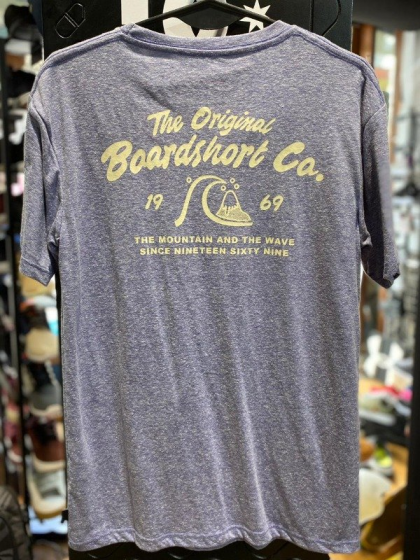 The Original
Boardshort Co.
19 69
THE MOUNTAIN AND THE WAVE
SINCE NINETEEN SIXTY NINE